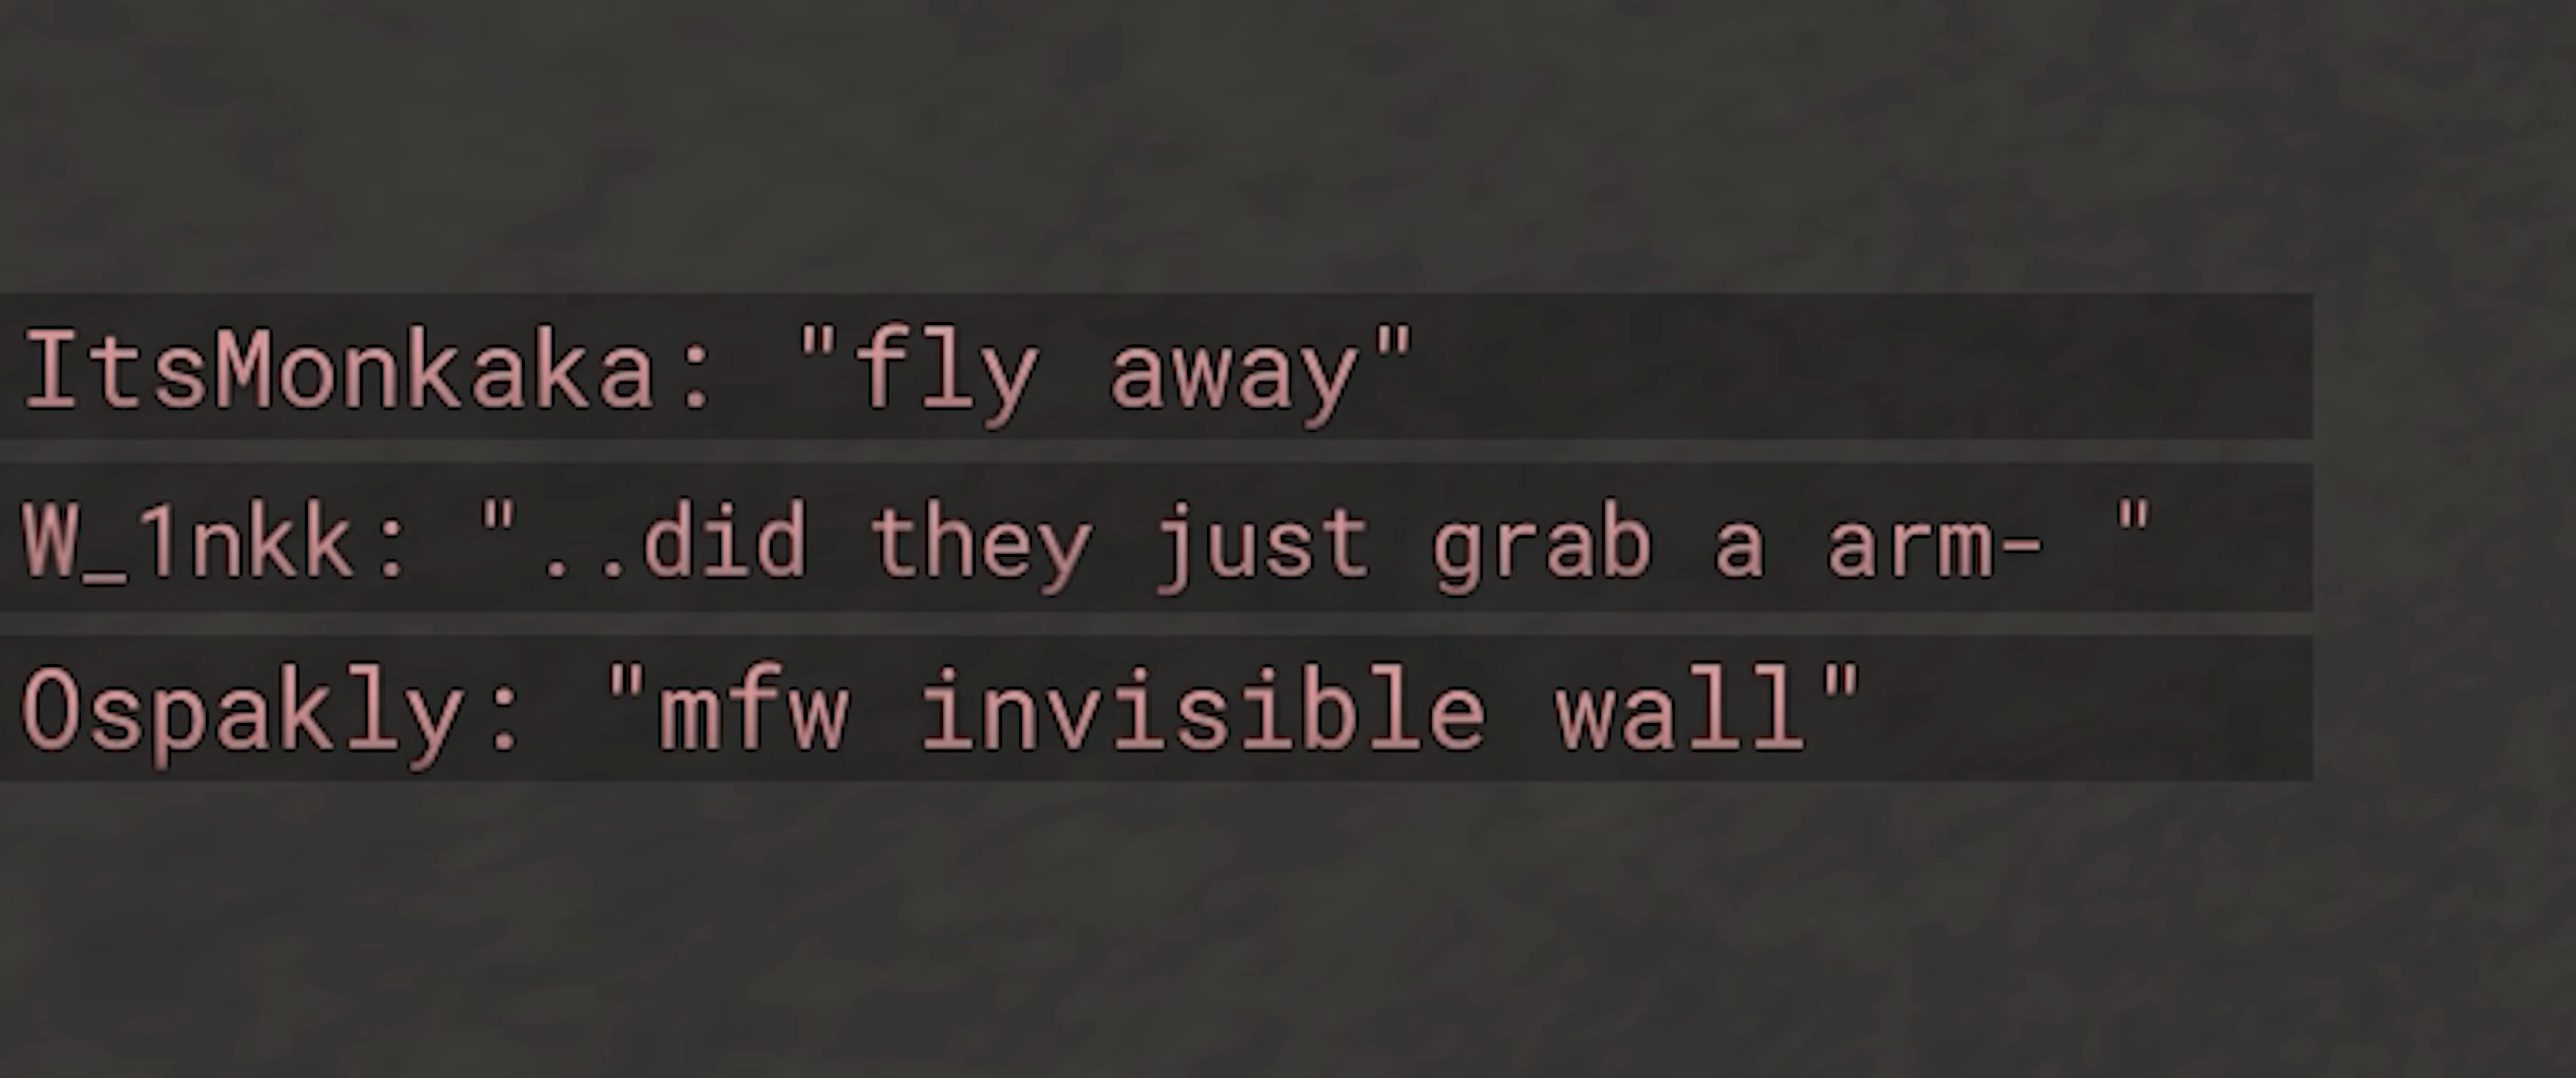 ItsMonkaka: "fly away"
W_1nkk: "..did they just grab a arm- "
Ospakly: "mfw invisible wall"